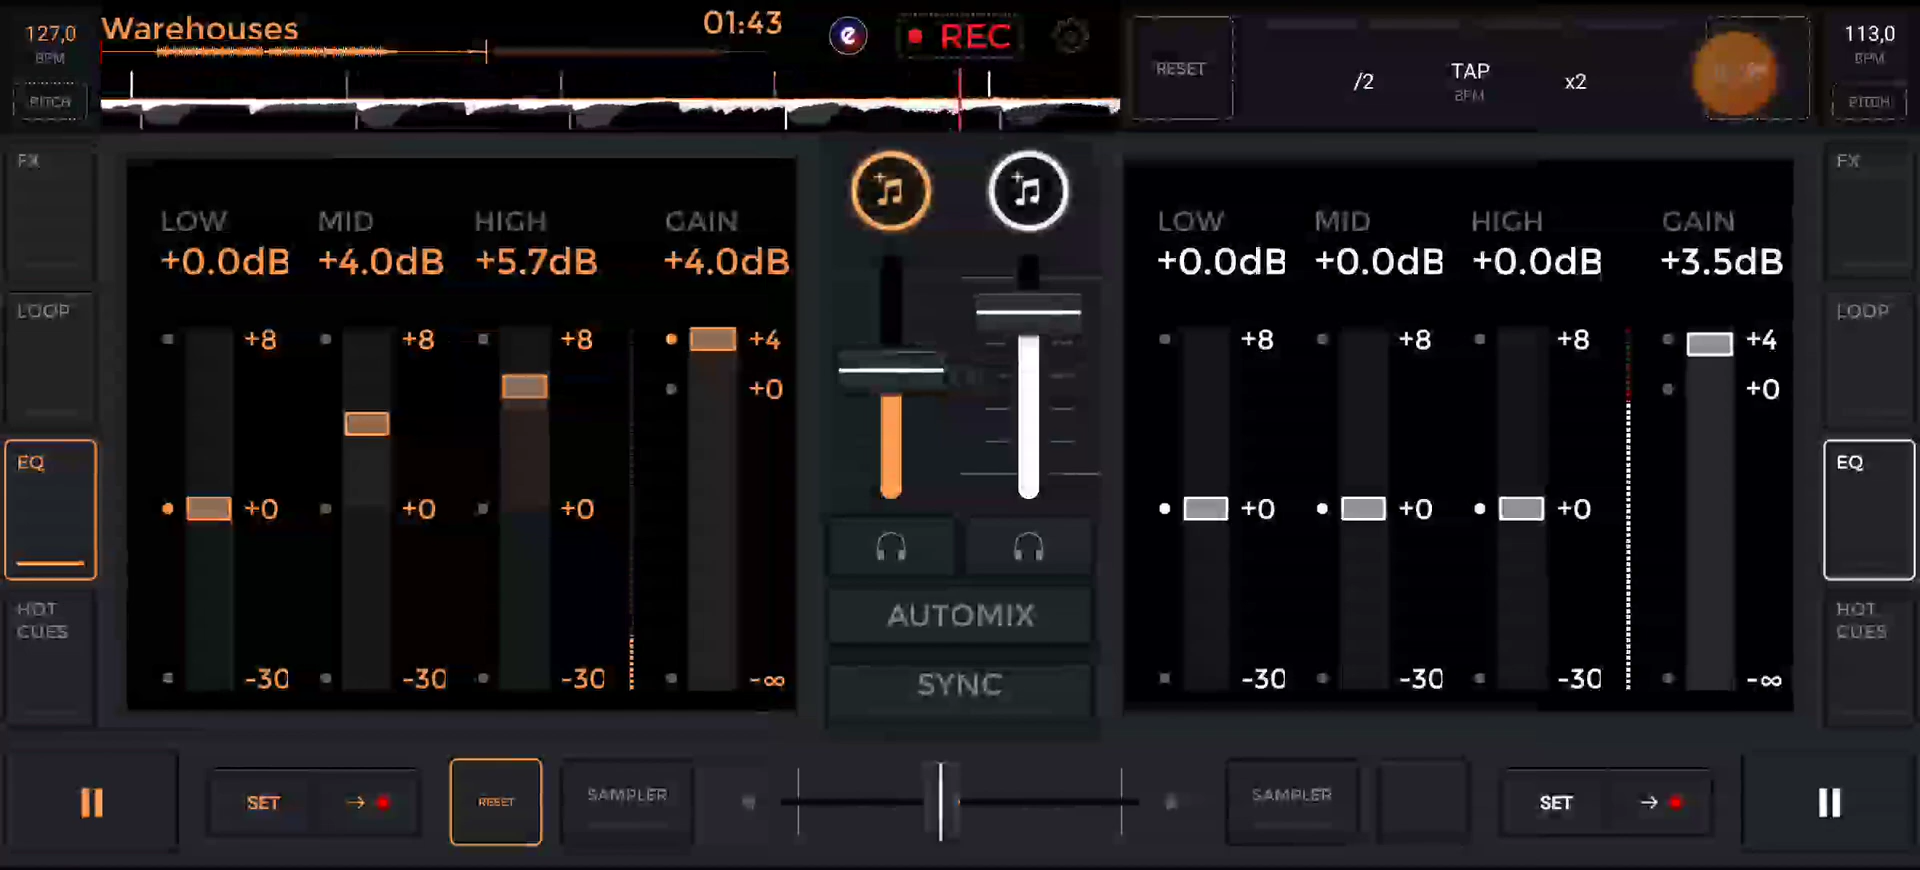 127,0
BPM
PITCH
Warehouses
01:43
e
REC
RESET
/2
TAP
BPM
x2
113,0
BPM
PITCH
FX
LOOP
EQ
HOT
CUES
LOW MID HIGH GAIN
+0.0dB +4.0dB +5.7dB +4.0dB
+8 +8 +8 +4
+0
+0 +0 +0
-30 -30 -30 -∞
AUTOMIX
SYNC
LOW MID HIGH GAIN
+0.0dB +0.0dB +0.0dB +3.5dB
+8 +8 +8 +4
+0
+0 +0 +0
-30 -30 -30 -∞
FX
LOOP
EQ
HOT
CUES
SET
RESET
SAMPLER
SAMPLER
SET